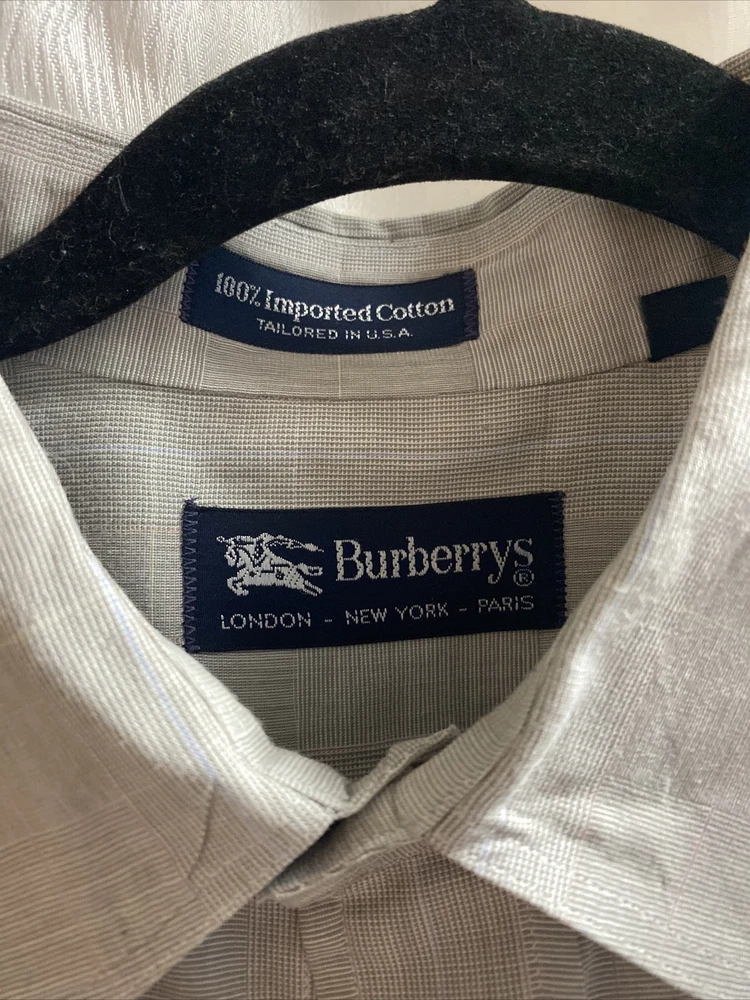 100% Imported Cotton
TAILORED IN U.S.A.
Burberrys®
LONDON - NEW YORK - PARIS